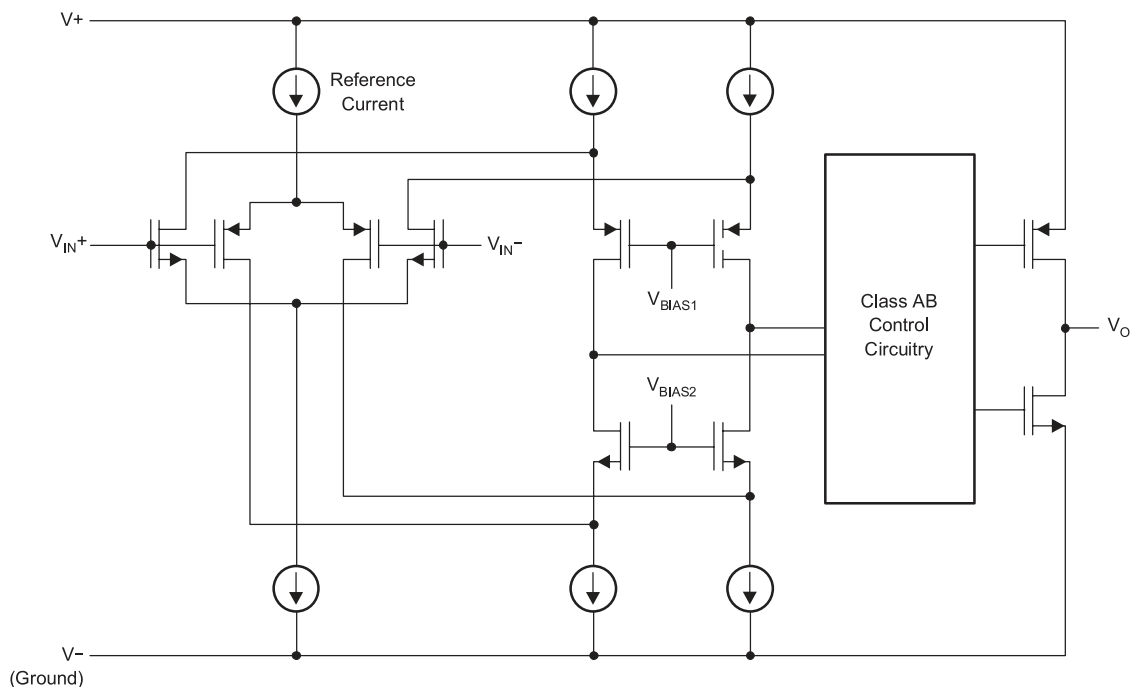 V+
Reference
Current
V_IN+
V_IN−
V_BIAS1
Class AB
Control
Circuitry
V_O
V_BIAS2
V−
(Ground)